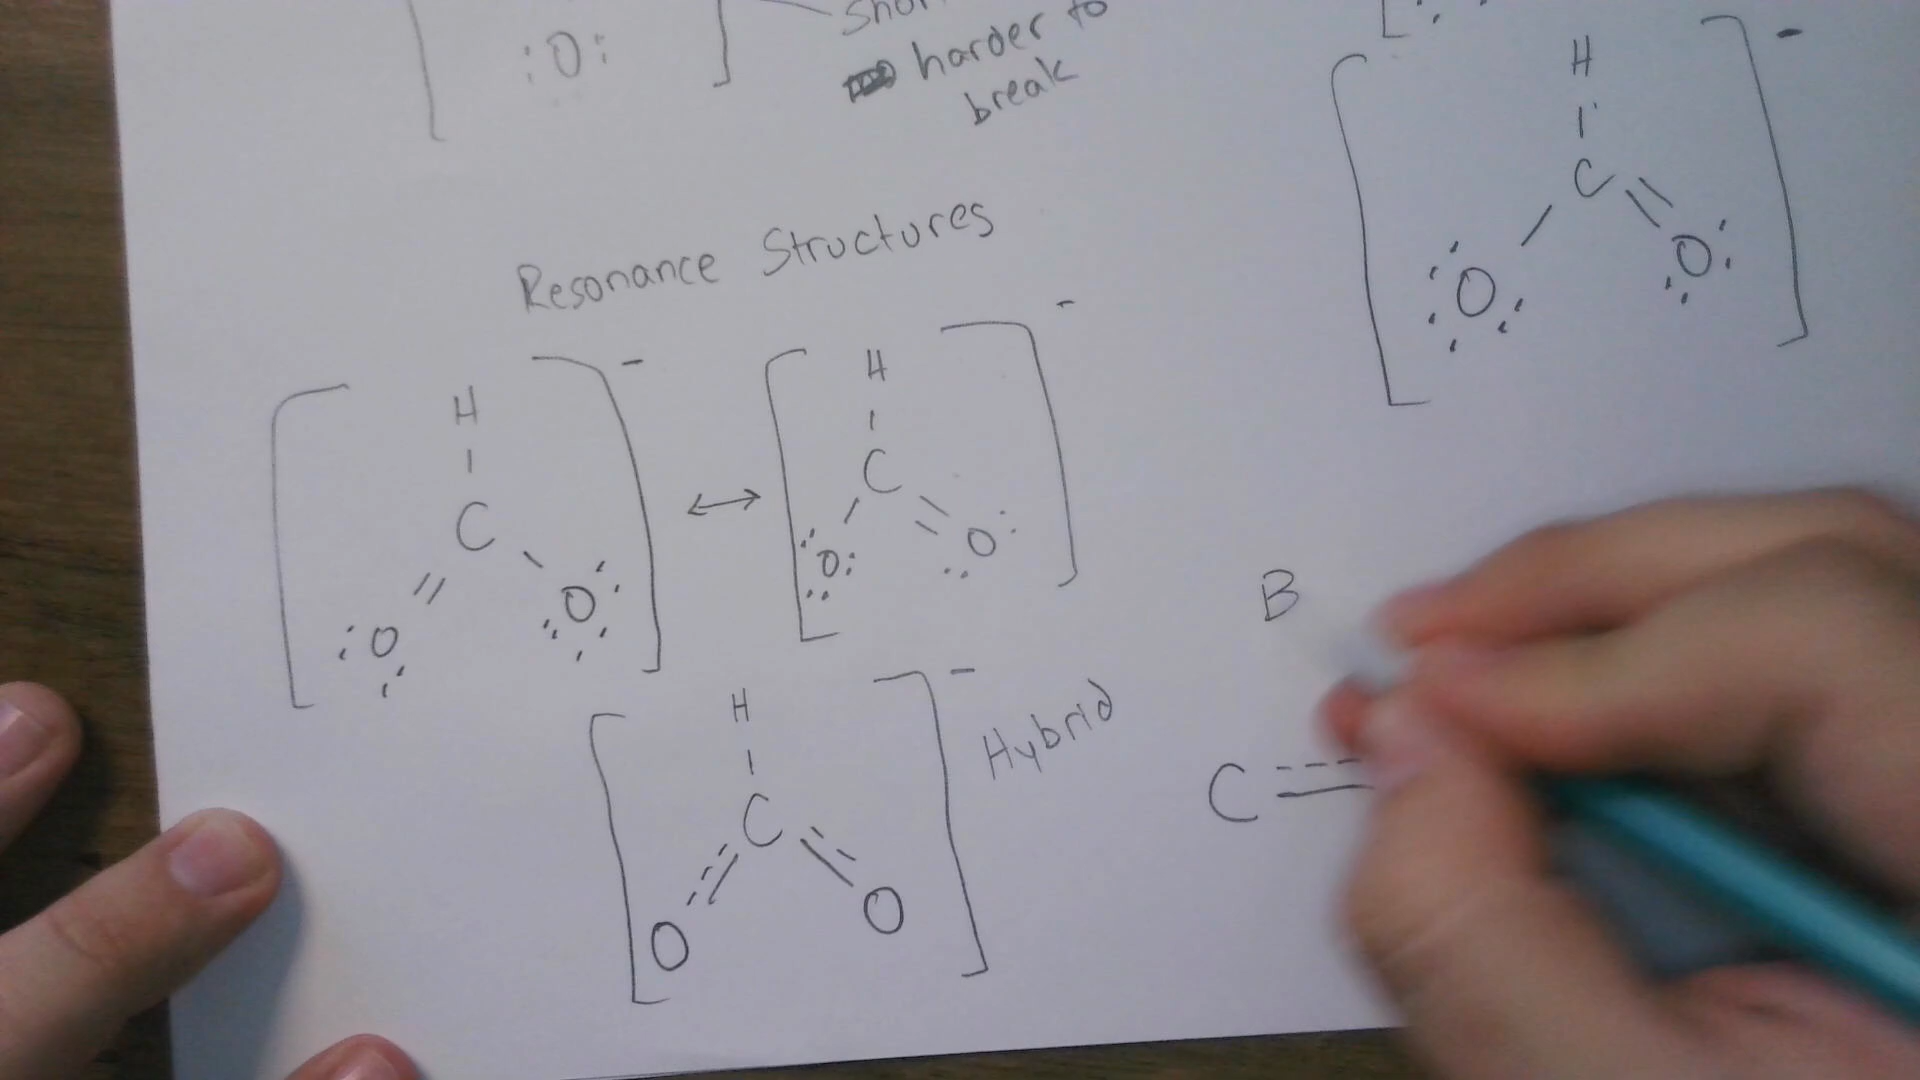 :O:
harder to
break
H
C
O O
Resonance Structures
H
C
O O
-
↔
H
C
O O
-
H
C
O O
-
Hybrid
B
C